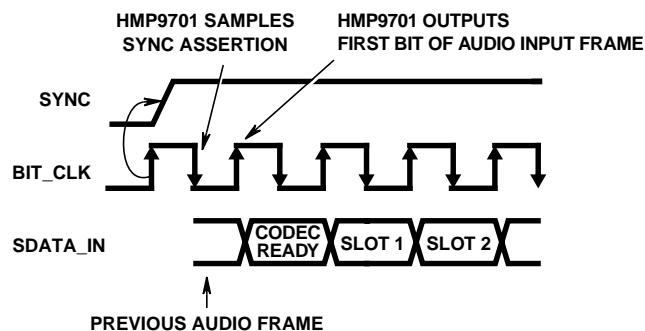 HMP9701 SAMPLES
SYNC ASSERTION
HMP9701 OUTPUTS
FIRST BIT OF AUDIO INPUT FRAME
SYNC
BIT_CLK
SDATA_IN
CODEC
READY
SLOT 1
SLOT 2
PREVIOUS AUDIO FRAME